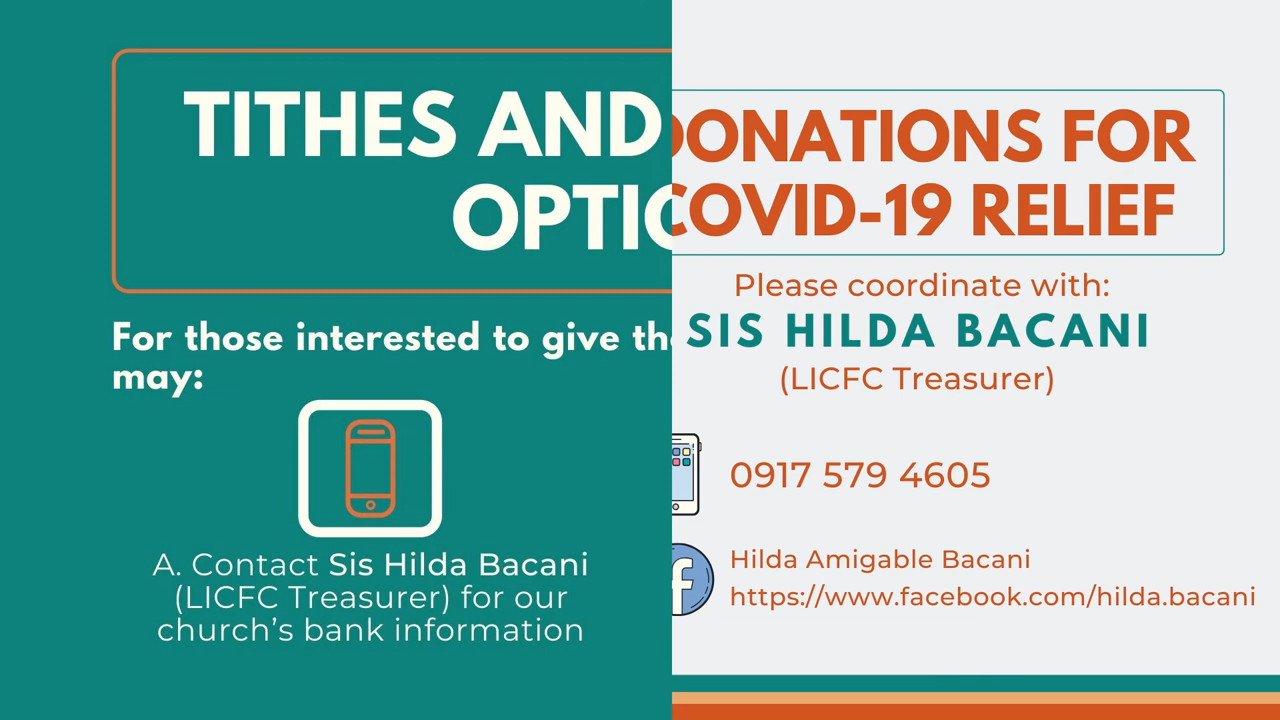 TITHES AND
OPTIC
For those interested to give th
may:
A. Contact Sis Hilda Bacani
(LICFC Treasurer) for our
church's bank information
DONATIONS FOR
COVID-19 RELIEF
Please coordinate with:
SIS HILDA BACANI
(LICFC Treasurer)
0917 579 4605
Hilda Amigable Bacani
https://www.facebook.com/hilda.bacani